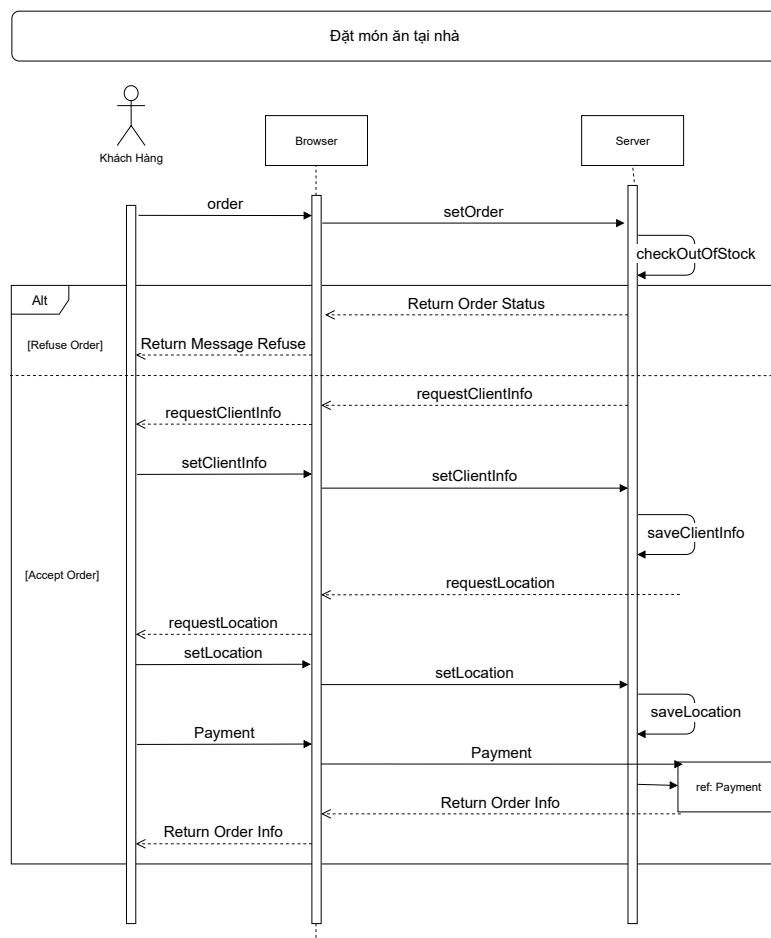 Đặt món ăn tại nhà
Khách Hàng
Browser
Server
order
setOrder
checkOutOfStock
Alt
Return Order Status
[Refuse Order]
Return Message Refuse
requestClientInfo
requestClientInfo
setClientInfo
setClientInfo
saveClientInfo
[Accept Order]
requestLocation
requestLocation
setLocation
setLocation
saveLocation
Payment
Payment
ref: Payment
Return Order Info
Return Order Info